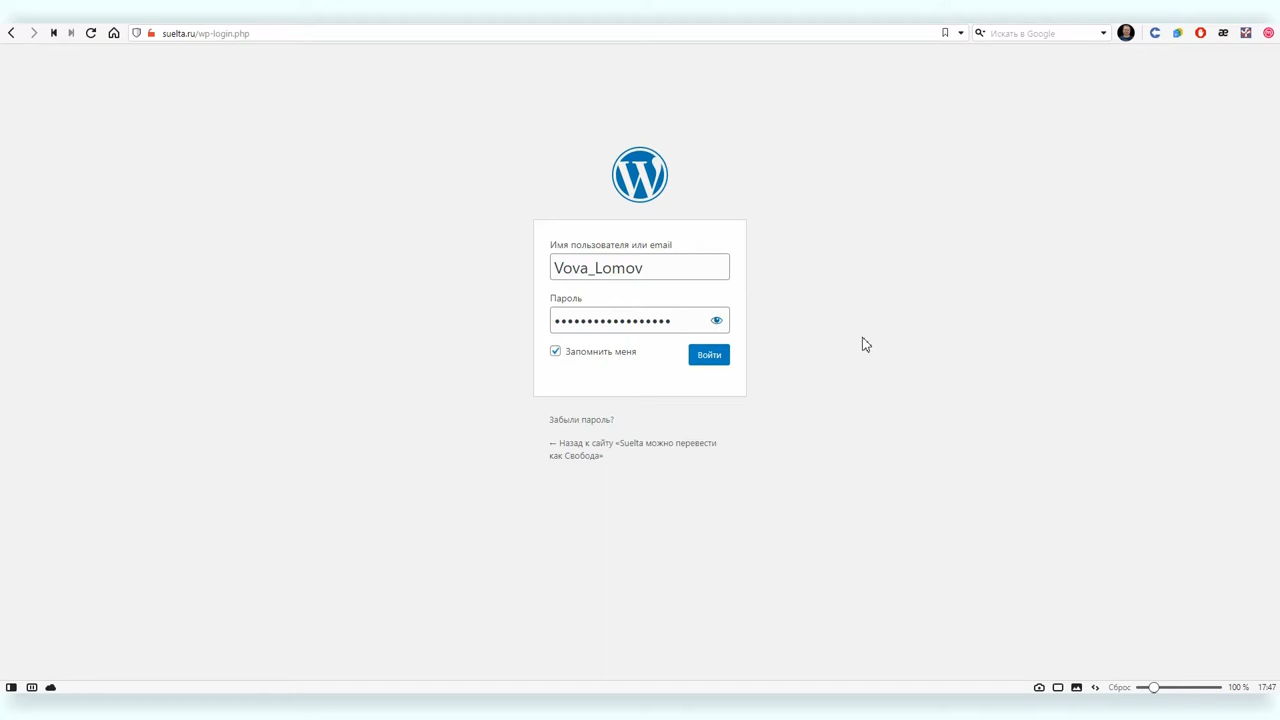 suelta.ru/wp-login.php
Искать в Google
Имя пользователя или email
Vova_Lomov
Пароль
••••••••••••••••••
Запомнить меня
Войти
Забыли пароль?
← Назад к сайту «Suelta можно перевести
как Свобода»
Сброс
100 %
17:47